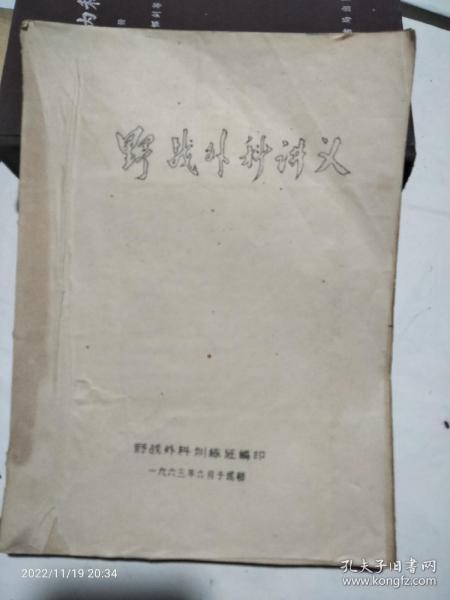 野战外科讲义
野战外科训练班编印
一九六三年六月于成都
2022/11/19 20:34
孔夫子旧书网
www.kongfz.com